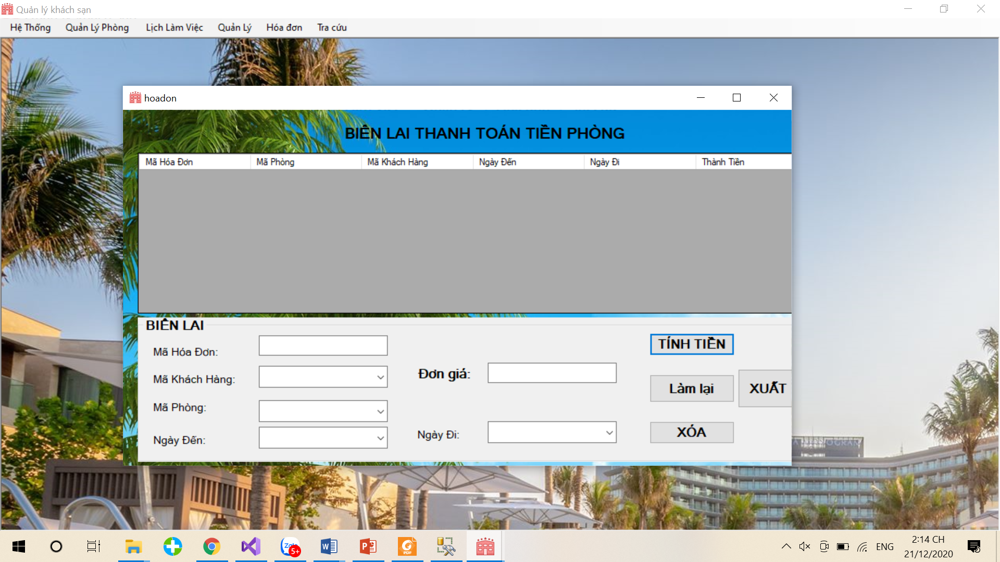 Quản lý khách sạn
Hệ Thống Quản Lý Phòng Lịch Làm Việc Quản Lý Hóa đơn Tra cứu
hoadon
BIÊN LAI THANH TOÁN TIỀN PHÒNG
Mã Hóa Đơn Mã Phòng Mã Khách Hàng Ngày Đến Ngày Đi Thành Tiền
BIÊN LAI
Mã Hóa Đơn:
TÍNH TIỀN
Mã Khách Hàng:
Đơn giá:
Làm lại
XUẤT
Mã Phòng:
Ngày Đến:
Ngày Đi:
XÓA
Zalo
5+
PDF
ENG
2:14 CH
21/12/2020